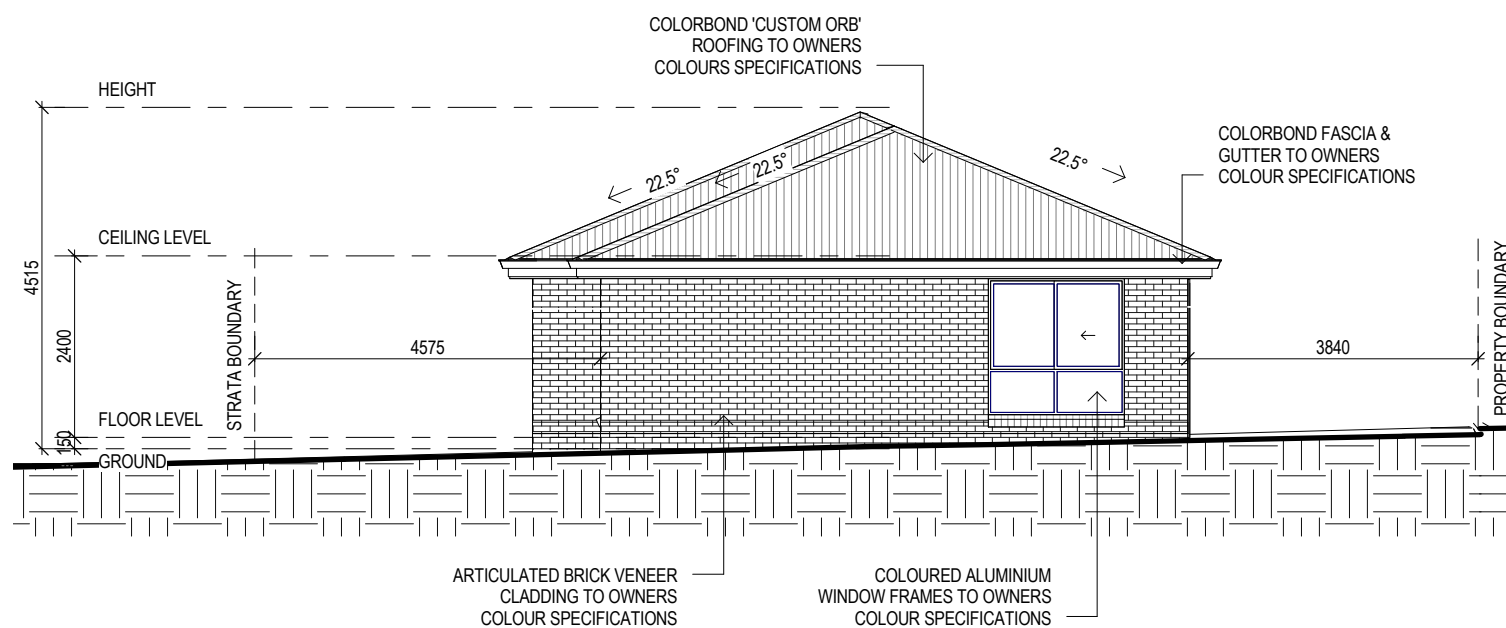 COLORBOND 'CUSTOM ORB'
ROOFING TO OWNERS
COLOURS SPECIFICATIONS
HEIGHT
COLORBOND FASCIA &
GUTTER TO OWNERS
COLOUR SPECIFICATIONS
22.5°
22.5°
22.5°
CEILING LEVEL
4515
2400
STRATA BOUNDARY
4575
3840
PROPERTY BOUNDARY
FLOOR LEVEL
150
GROUND
ARTICULATED BRICK VENEER
CLADDING TO OWNERS
COLOUR SPECIFICATIONS
COLOURED ALUMINIUM
WINDOW FRAMES TO OWNERS
COLOUR SPECIFICATIONS